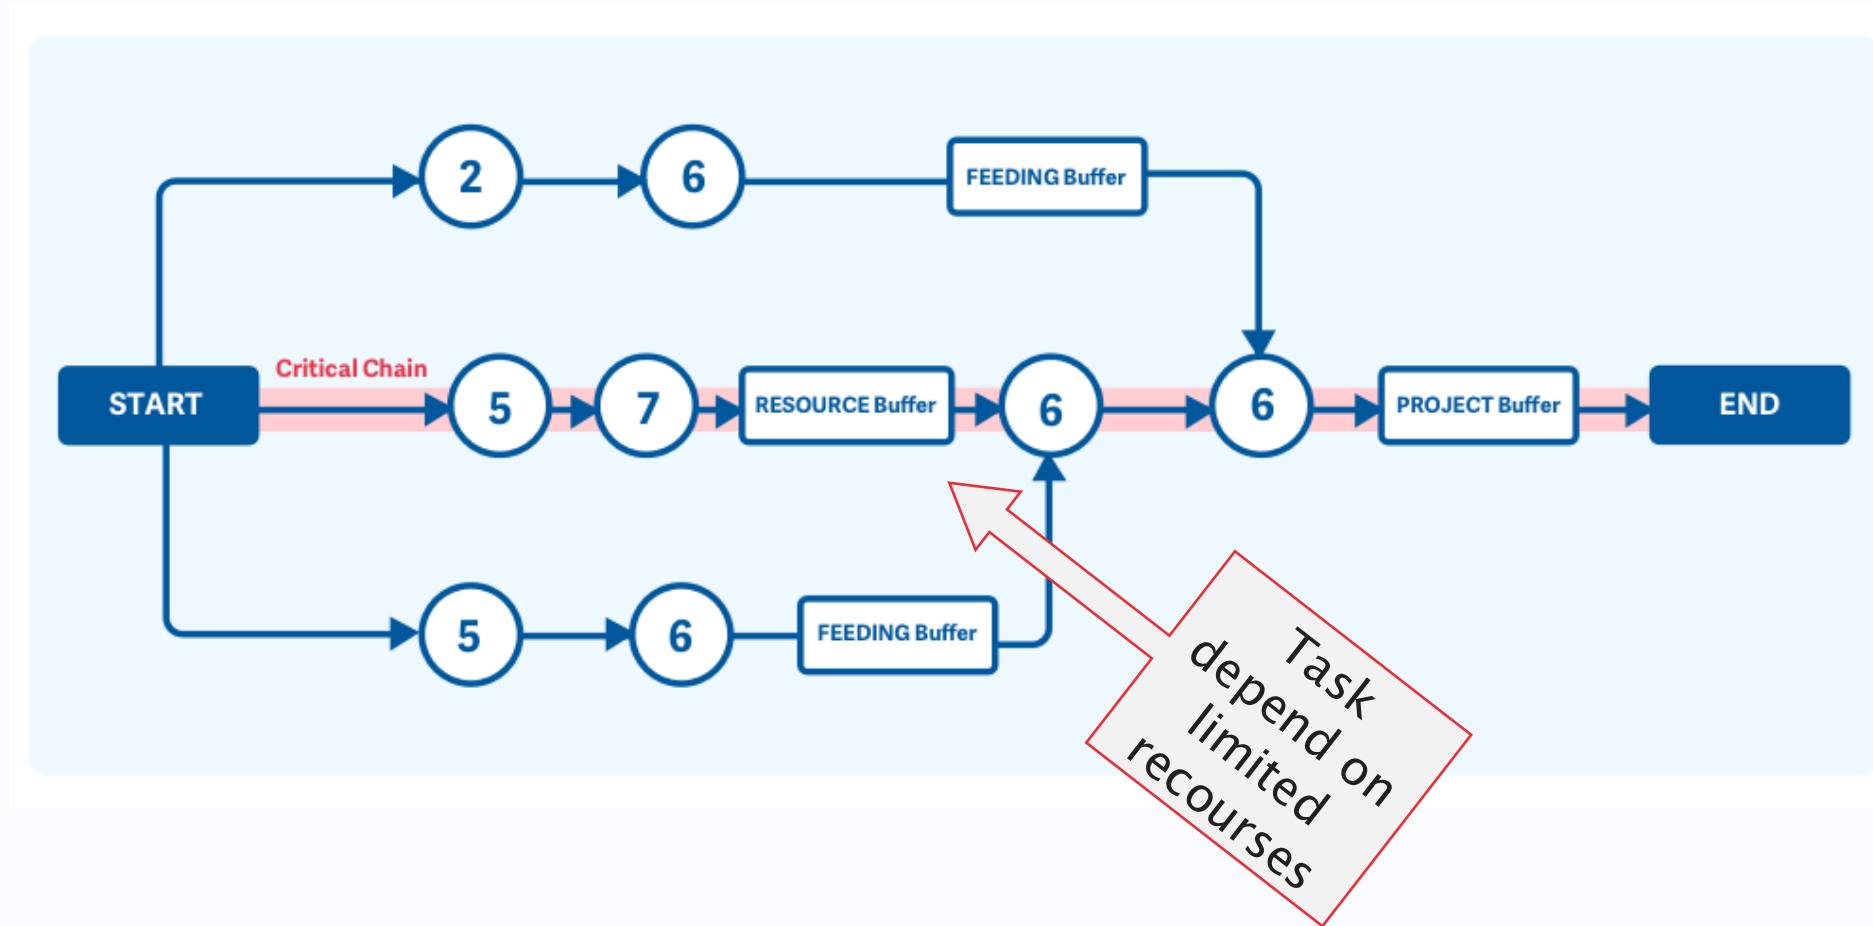 2
6
FEEDING Buffer
Critical Chain
START
5
7
RESOURCE Buffer
6
6
PROJECT Buffer
END
5
6
FEEDING Buffer
Task
depend on
limited
recourses